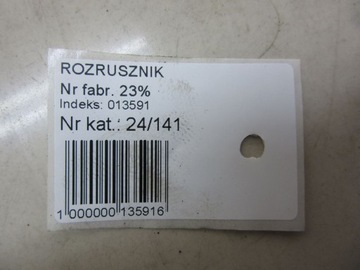 ROZRUSZNIK
Nr fabr. 23%
Indeks: 013591
Nr kat.: 24/141
1 000000 135916